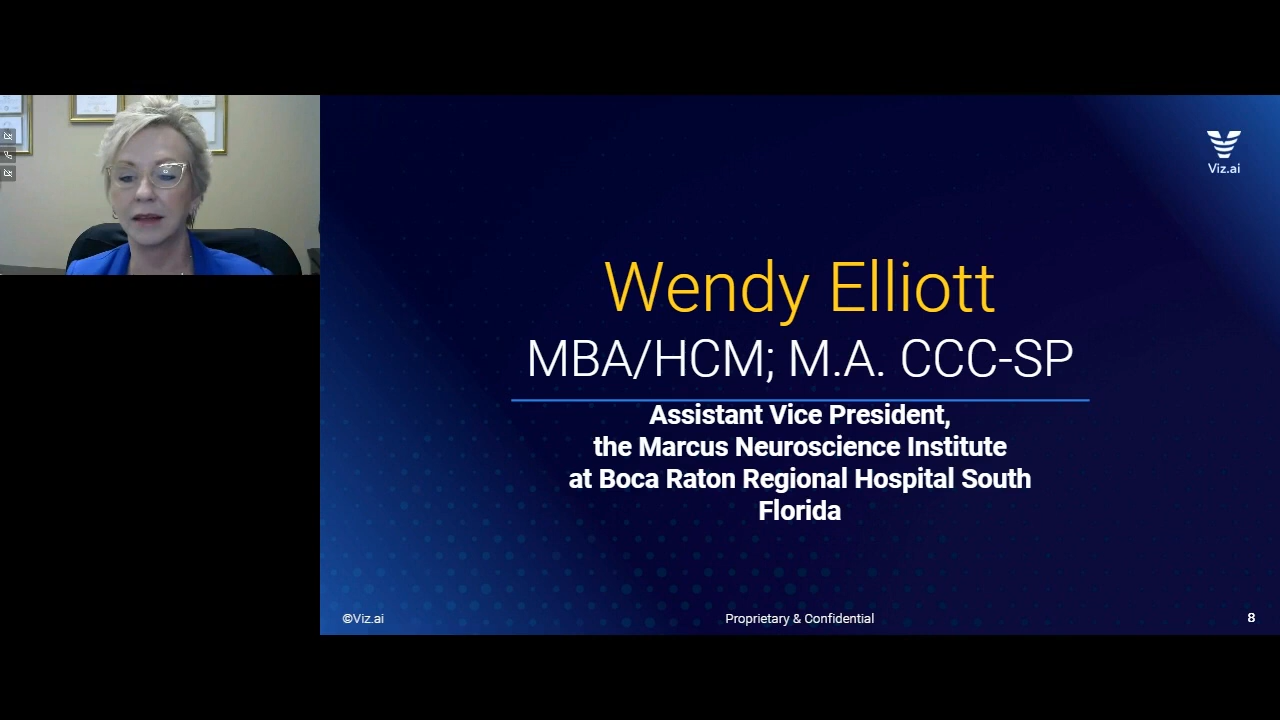 Viz.ai
Wendy Elliott
MBA/HCM; M.A. CCC-SP
Assistant Vice President,
the Marcus Neuroscience Institute
at Boca Raton Regional Hospital South
Florida
©Viz.ai
Proprietary & Confidential
8